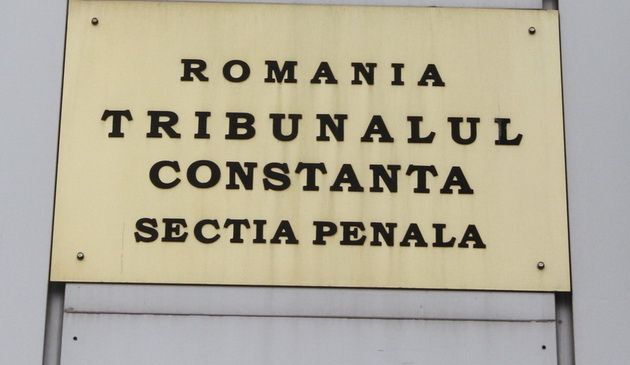 ROMANIA
TRIBUNALUL
CONSTANTA
SECTIA PENALA